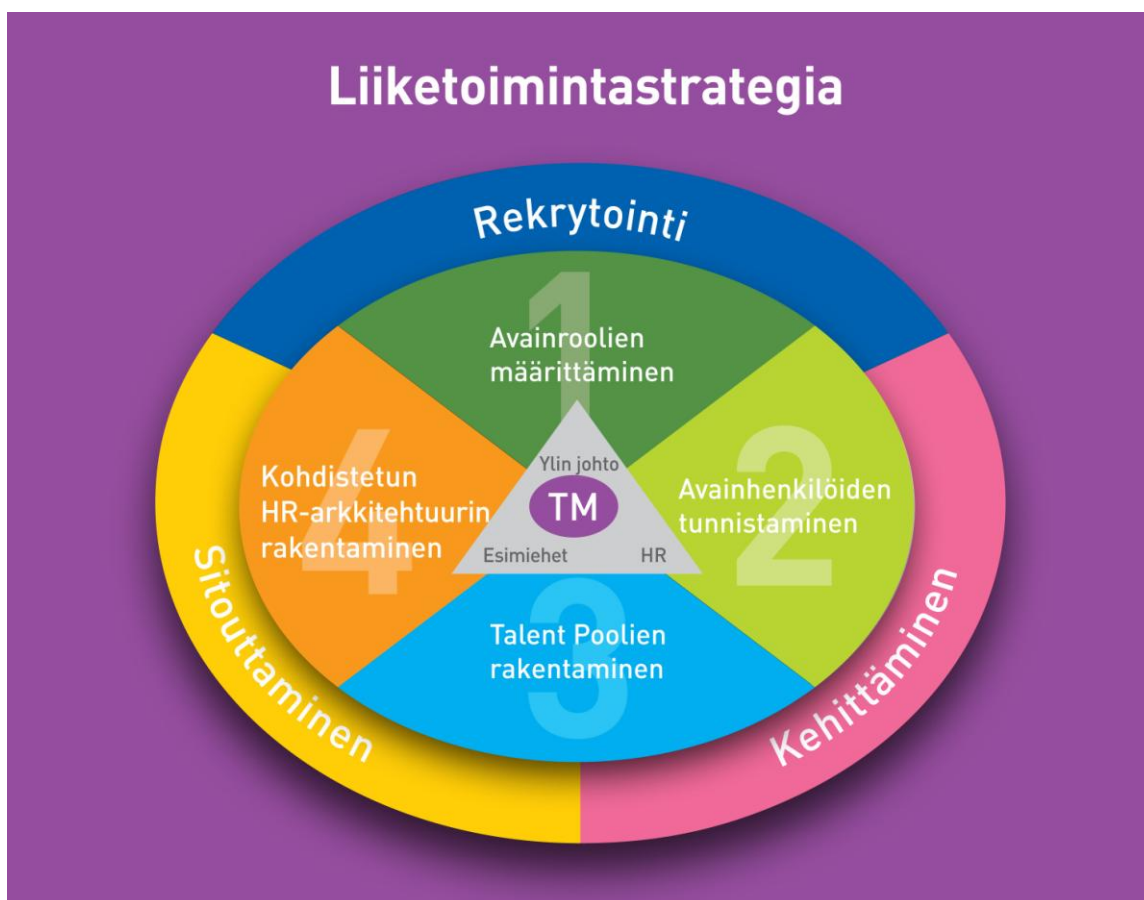 Liiketoimintastrategia
Rekrytointi
1
Avainroolien
määrittäminen
2
Avainhenkilöiden
tunnistaminen
3
Talent Poolien
rakentaminen
4
Kohdistetun
HR-arkkitehtuurin
rakentaminen
Ylin johto
TM
Esimiehet
HR
Kehittäminen
Sitouttaminen